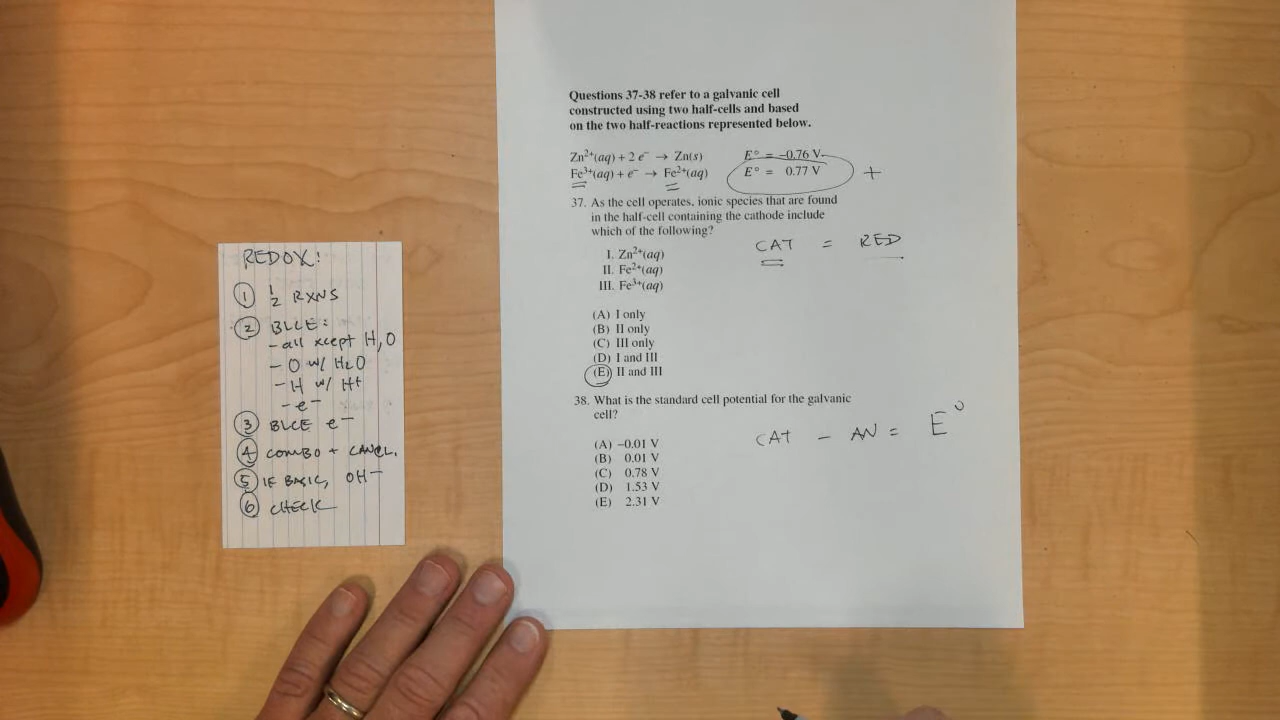 REDOX!
① ½ RXNS
② BLCE:
- all xcept H, O
- O w/ H2O
- H w/ H+
- e⁻
③ BLCE e⁻
④ COMBO + CANCL.
⑤ IF BASIC, OH⁻
⑥ CHECK
Questions 37-38 refer to a galvanic cell
constructed using two half-cells and based
on the two half-reactions represented below.
Zn²⁺(aq) + 2 e⁻ → Zn(s) E° = –0.76 V
Fe³⁺(aq) + e⁻ → Fe²⁺(aq) E° = 0.77 V +
37. As the cell operates, ionic species that are found
in the half-cell containing the cathode include
which of the following?
CAT = RED
I. Zn²⁺(aq)
II. Fe²⁺(aq)
III. Fe³⁺(aq)
(A) I only
(B) II only
(C) III only
(D) I and III
(E) II and III
38. What is the standard cell potential for the galvanic
cell?
CAT - AN = E°
(A) –0.01 V
(B) 0.01 V
(C) 0.78 V
(D) 1.53 V
(E) 2.31 V